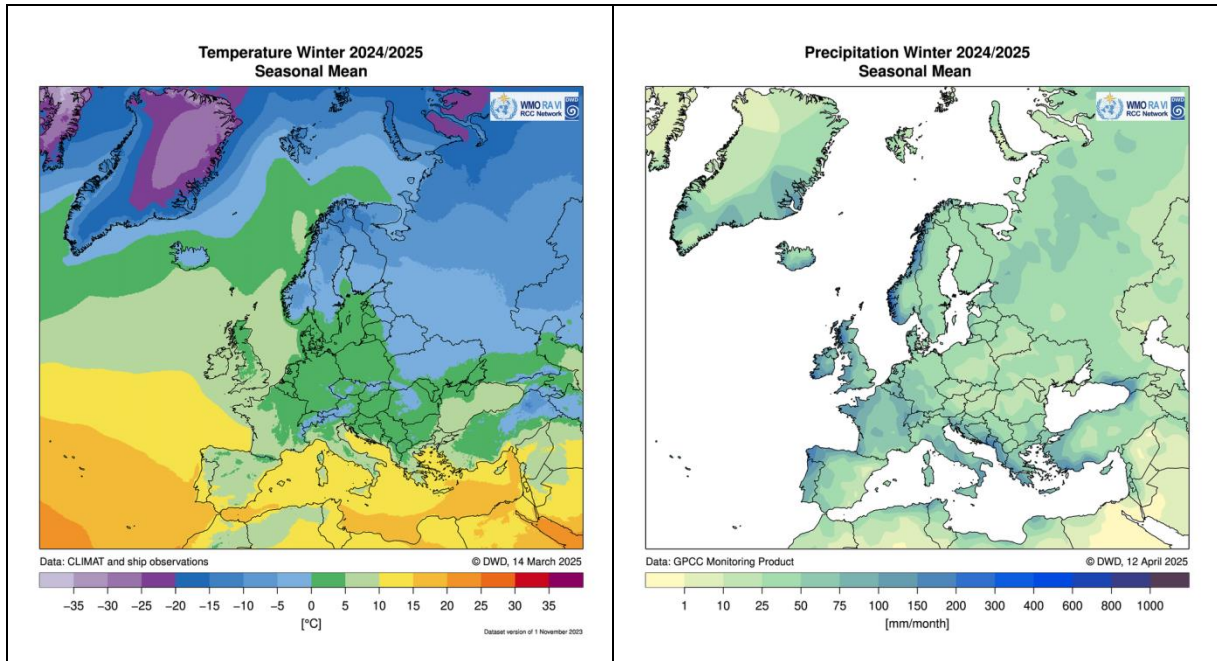 Temperature Winter 2024/2025
Seasonal Mean
WMO RA VI
RCC Network
DWD
Data: CLIMAT and ship observations
© DWD, 14 March 2025
−35 −30 −25 −20 −15 −10 −5 0 5 10 15 20 25 30 35
[°C]
Dataset version of 1 November 2023
Precipitation Winter 2024/2025
Seasonal Mean
WMO RA VI
RCC Network
DWD
Data: GPCC Monitoring Product
© DWD, 12 April 2025
1 10 25 50 75 100 150 200 300 400 600 800 1000
[mm/month]